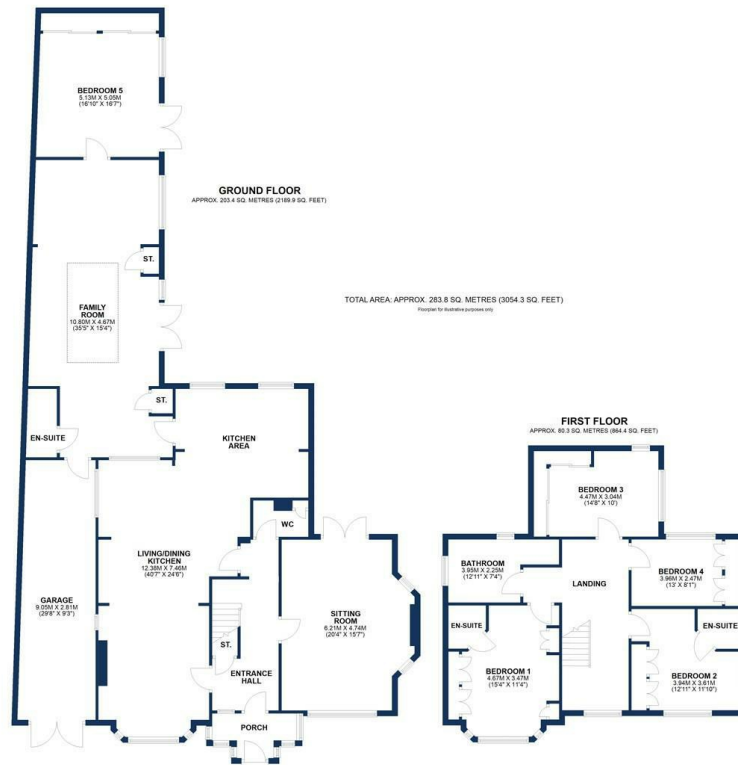 BEDROOM 5
5.13M X 5.05M
(16'10" X 16'7")
GROUND FLOOR
APPROX. 203.4 SQ. METRES (2189.9 SQ. FEET)
ST.
FAMILY
ROOM
10.80M X 4.67M
(35'5" X 15'4")
TOTAL AREA: APPROX. 283.8 SQ. METRES (3054.3 SQ. FEET)
Floorplan for illustrative purposes only
ST.
EN-SUITE
KITCHEN
AREA
WC
LIVING/DINING
KITCHEN
12.38M X 7.46M
(40'7" X 24'6")
GARAGE
9.05M X 2.81M
(29'8" X 9'3")
SITTING
ROOM
6.21M X 4.74M
(20'4" X 15'7")
ST.
ENTRANCE
HALL
PORCH
FIRST FLOOR
APPROX. 80.3 SQ. METRES (864.4 SQ. FEET)
BEDROOM 3
4.47M X 3.04M
(14'8" X 10')
BATHROOM
3.95M X 2.25M
(12'11" X 7'4")
LANDING
BEDROOM 4
3.96M X 2.47M
(13' X 8'1")
EN-SUITE
EN-SUITE
BEDROOM 1
4.67M X 3.47M
(15'4" X 11'4")
BEDROOM 2
3.94M X 3.61M
(12'11" X 11'10")